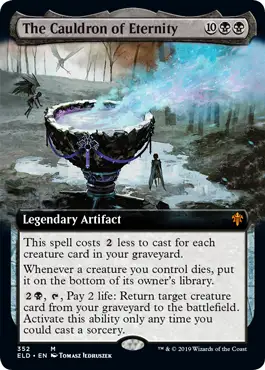 The Cauldron of Eternity 10
Legendary Artifact
This spell costs 2 less to cast for each
creature card in your graveyard.
Whenever a creature you control dies, put
it on the bottom of its owner's library.
2, , Pay 2 life: Return target creature
card from your graveyard to the battlefield.
Activate this ability only any time you
could cast a sorcery.
352 M
ELD • EN Tomasz Jedruszek ™ & © 2019 Wizards of the Coast